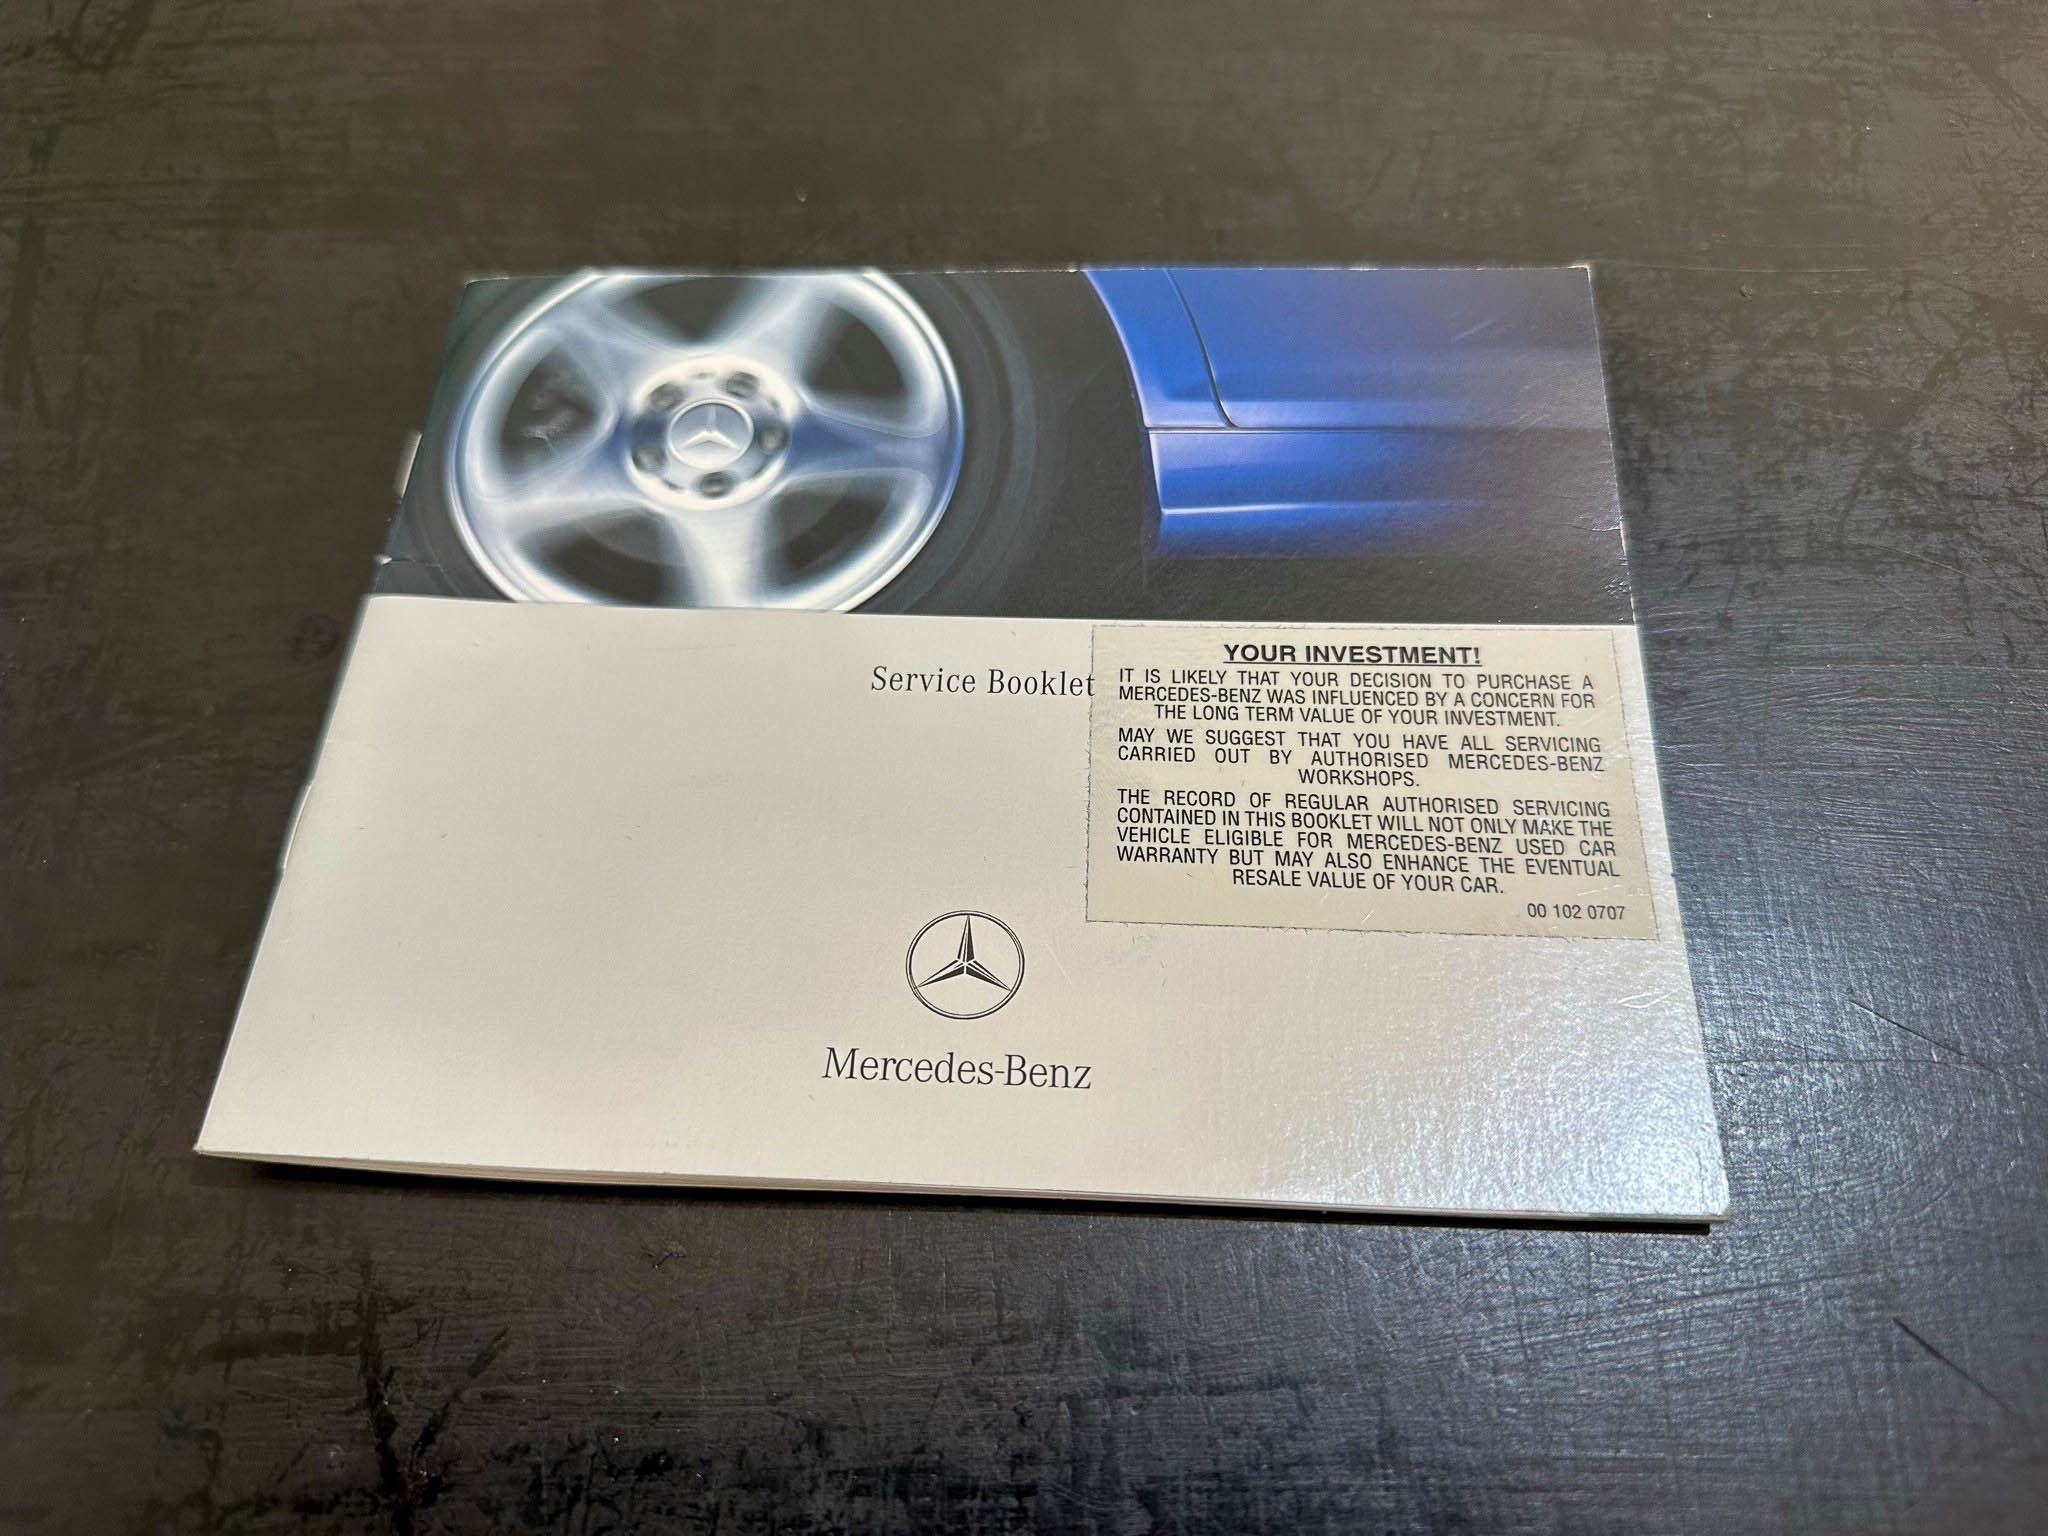 Service Booklet
YOUR INVESTMENT!
IT IS LIKELY THAT YOUR DECISION TO PURCHASE A
MERCEDES-BENZ WAS INFLUENCED BY A CONCERN FOR
THE LONG TERM VALUE OF YOUR INVESTMENT.
MAY WE SUGGEST THAT YOU HAVE ALL SERVICING
CARRIED OUT BY AUTHORISED MERCEDES-BENZ
WORKSHOPS.
THE RECORD OF REGULAR AUTHORISED SERVICING
CONTAINED IN THIS BOOKLET WILL NOT ONLY MAKE THE
VEHICLE ELIGIBLE FOR MERCEDES-BENZ USED CAR
WARRANTY BUT MAY ALSO ENHANCE THE EVENTUAL
RESALE VALUE OF YOUR CAR.
00 102 0707
Mercedes-Benz